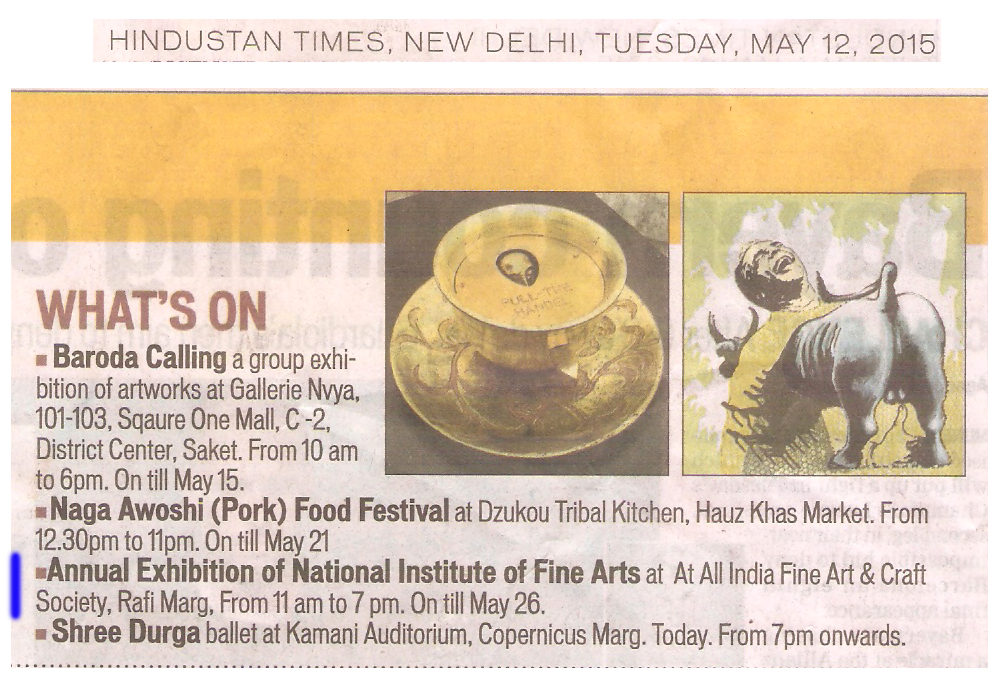 HINDUSTAN TIMES, NEW DELHI, TUESDAY, MAY 12, 2015
PULL THE
WHAT'S ON
▪ Baroda Calling a group exhi-
bition of artworks at Gallerie Nvya,
101-103, Sqaure One Mall, C -2,
District Center, Saket. From 10 am
to 6pm. On till May 15.
▪ Naga Awoshi (Pork) Food Festival at Dzukou Tribal Kitchen, Hauz Khas Market. From
12.30pm to 11pm. On till May 21
▪ Annual Exhibition of National Institute of Fine Arts at At All India Fine Art & Craft
Society, Rafi Marg, From 11 am to 7 pm. On till May 26.
▪ Shree Durga ballet at Kamani Auditorium, Copernicus Marg. Today. From 7pm onwards.